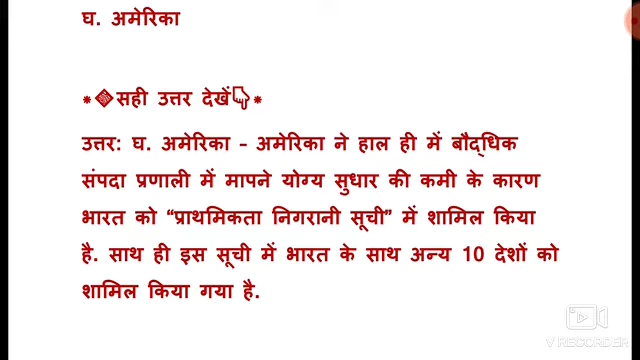 घ. अमेरिका
*सही उत्तर देखें*
उत्तर: घ. अमेरिका – अमेरिका ने हाल ही में बौद्धिक
संपदा प्रणाली में मापने योग्य सुधार की कमी के कारण
भारत को “प्राथमिकता निगरानी सूची” में शामिल किया
है. साथ ही इस सूची में भारत के साथ अन्य 10 देशों को
शामिल किया गया है.
V RECORDER